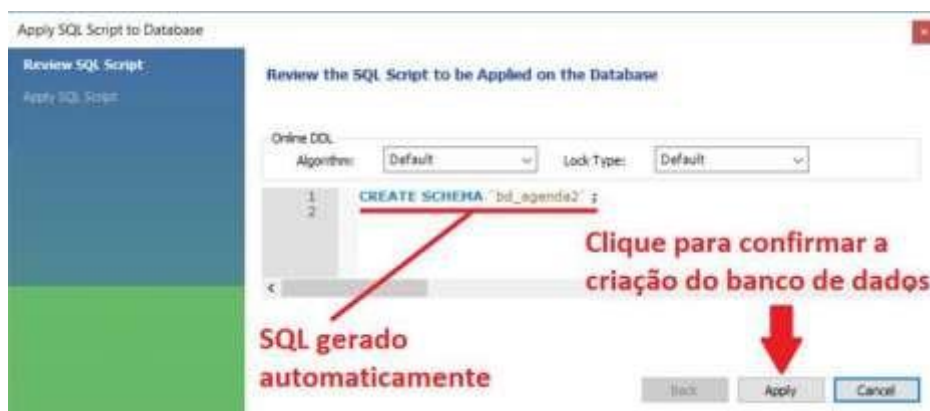 Apply SQL Script to Database
Review SQL Script
Apply SQL Script
Review the SQL Script to be Applied on the Database
Online DDL
Algorithm: Default Lock Type: Default
1 CREATE SCHEMA `bd_agenda2` ;
2
Clique para confirmar a
criação do banco de dados
SQL gerado
automaticamente
Back Apply Cancel